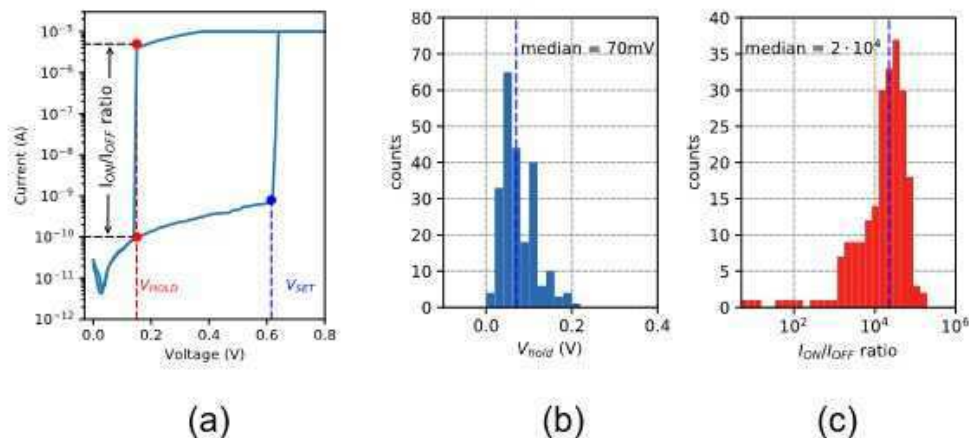 10⁻³
10⁻⁵
10⁻⁶
10⁻⁷
10⁻⁸
10⁻⁹
10⁻¹⁰
10⁻¹¹
10⁻¹²
Current (A)
I_ON/I_OFF ratio
V_HOLD
V_SET
0.0 0.2 0.4 0.6 0.8
Voltage (V)
(a)
80
70
60
50
40
30
20
10
0
counts
median = 70mV
0.0 0.2 0.4
V_hold (V)
(b)
40
35
30
25
20
15
10
5
0
counts
median = 2 · 10⁴
10² 10⁴ 10⁶
I_ON/I_OFF ratio
(c)